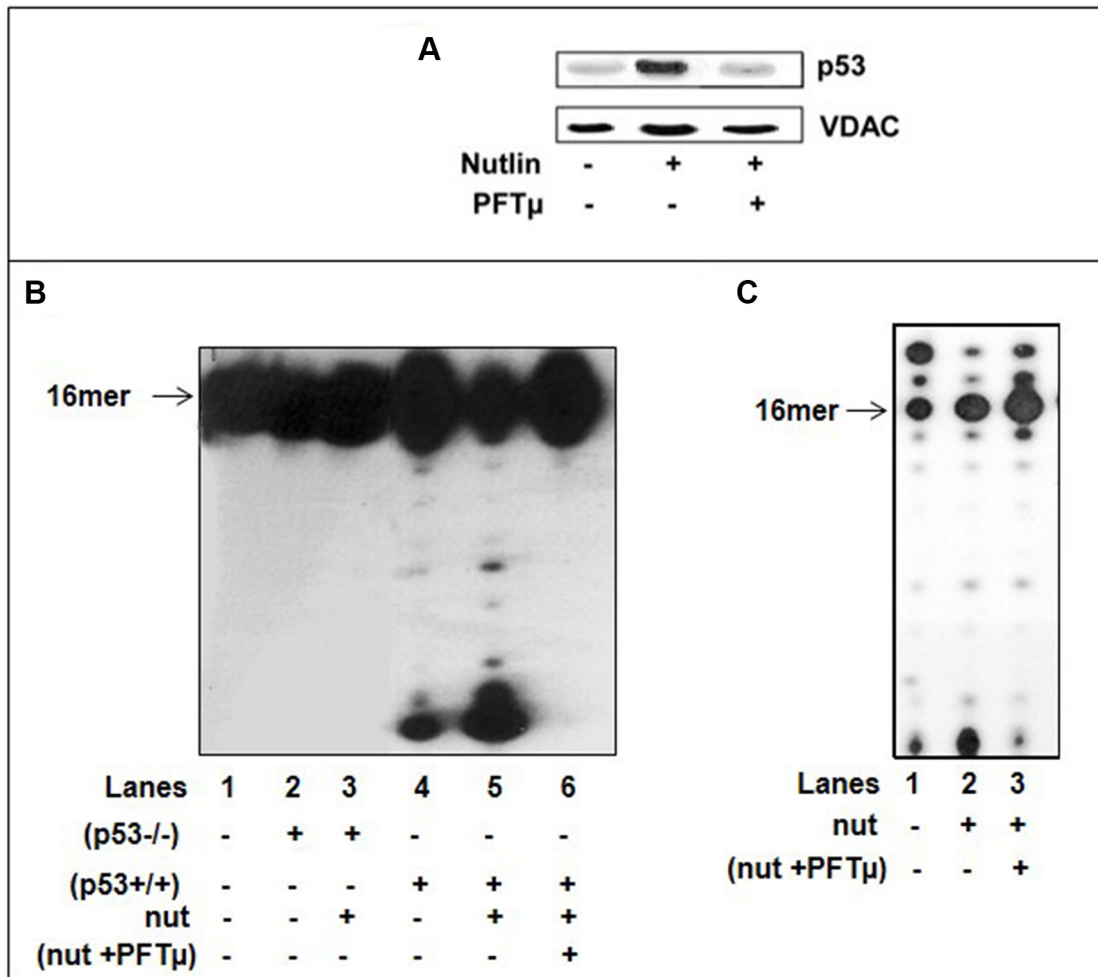 A
p53
VDAC
Nutlin - + +
PFTµ - - +
B
16mer
Lanes 1 2 3 4 5 6
(p53-/-) - + + - - -
(p53+/+) - - - + + +
nut - - + - + +
(nut +PFTµ) - - - - - +
C
16mer
Lanes 1 2 3
nut - + +
(nut +PFTµ) - - +